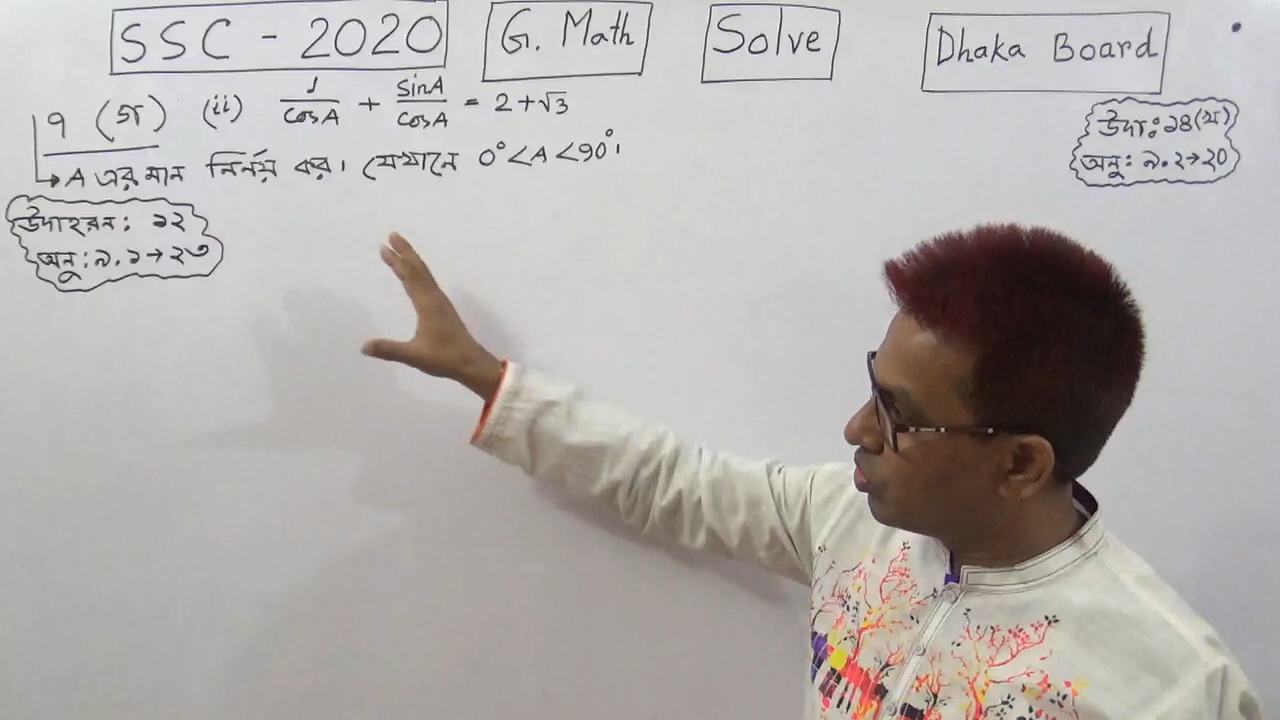 SSC - 2020 G. Math Solve Dhaka Board
৭ (গ) (ii) 1/cosA + sinA/cosA = 2+√3
→ A এর মান নির্নয় কর। যেখানে 0°<A<90°।
উদাহরন: ১২
অনু: ৯.১→২৩
উদা: ১৪(খ)
অনু: ৯.২→২০